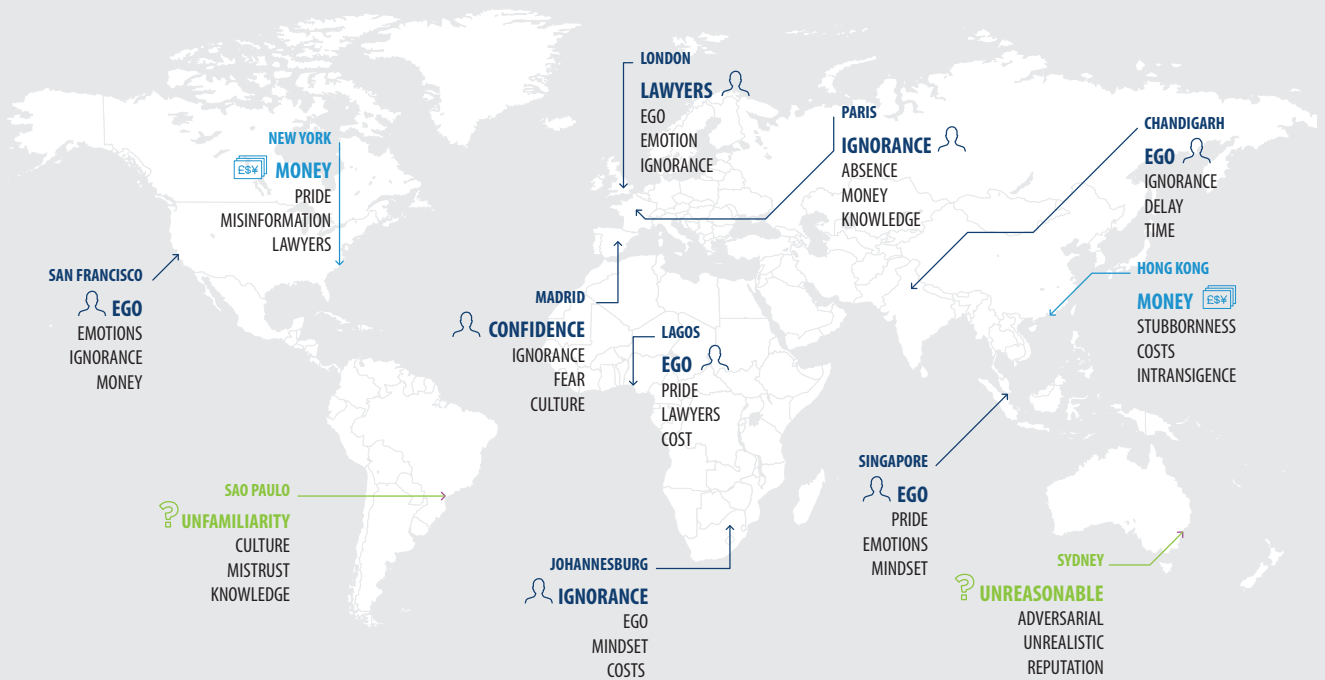 LONDON
LAWYERS
EGO
EMOTION
IGNORANCE
PARIS
IGNORANCE
ABSENCE
MONEY
KNOWLEDGE
CHANDIGARH
EGO
IGNORANCE
DELAY
TIME
NEW YORK
£$¥ MONEY
PRIDE
MISINFORMATION
LAWYERS
SAN FRANCISCO
EGO
EMOTIONS
IGNORANCE
MONEY
MADRID
CONFIDENCE
IGNORANCE
FEAR
CULTURE
LAGOS
EGO
PRIDE
LAWYERS
COST
HONG KONG
MONEY £$¥
STUBBORNNESS
COSTS
INTRANSIGENCE
SAO PAULO
? UNFAMILIARITY
CULTURE
MISTRUST
KNOWLEDGE
JOHANNESBURG
IGNORANCE
EGO
MINDSET
COSTS
SINGAPORE
EGO
PRIDE
EMOTIONS
MINDSET
SYDNEY
? UNREASONABLE
ADVERSARIAL
UNREALISTIC
REPUTATION